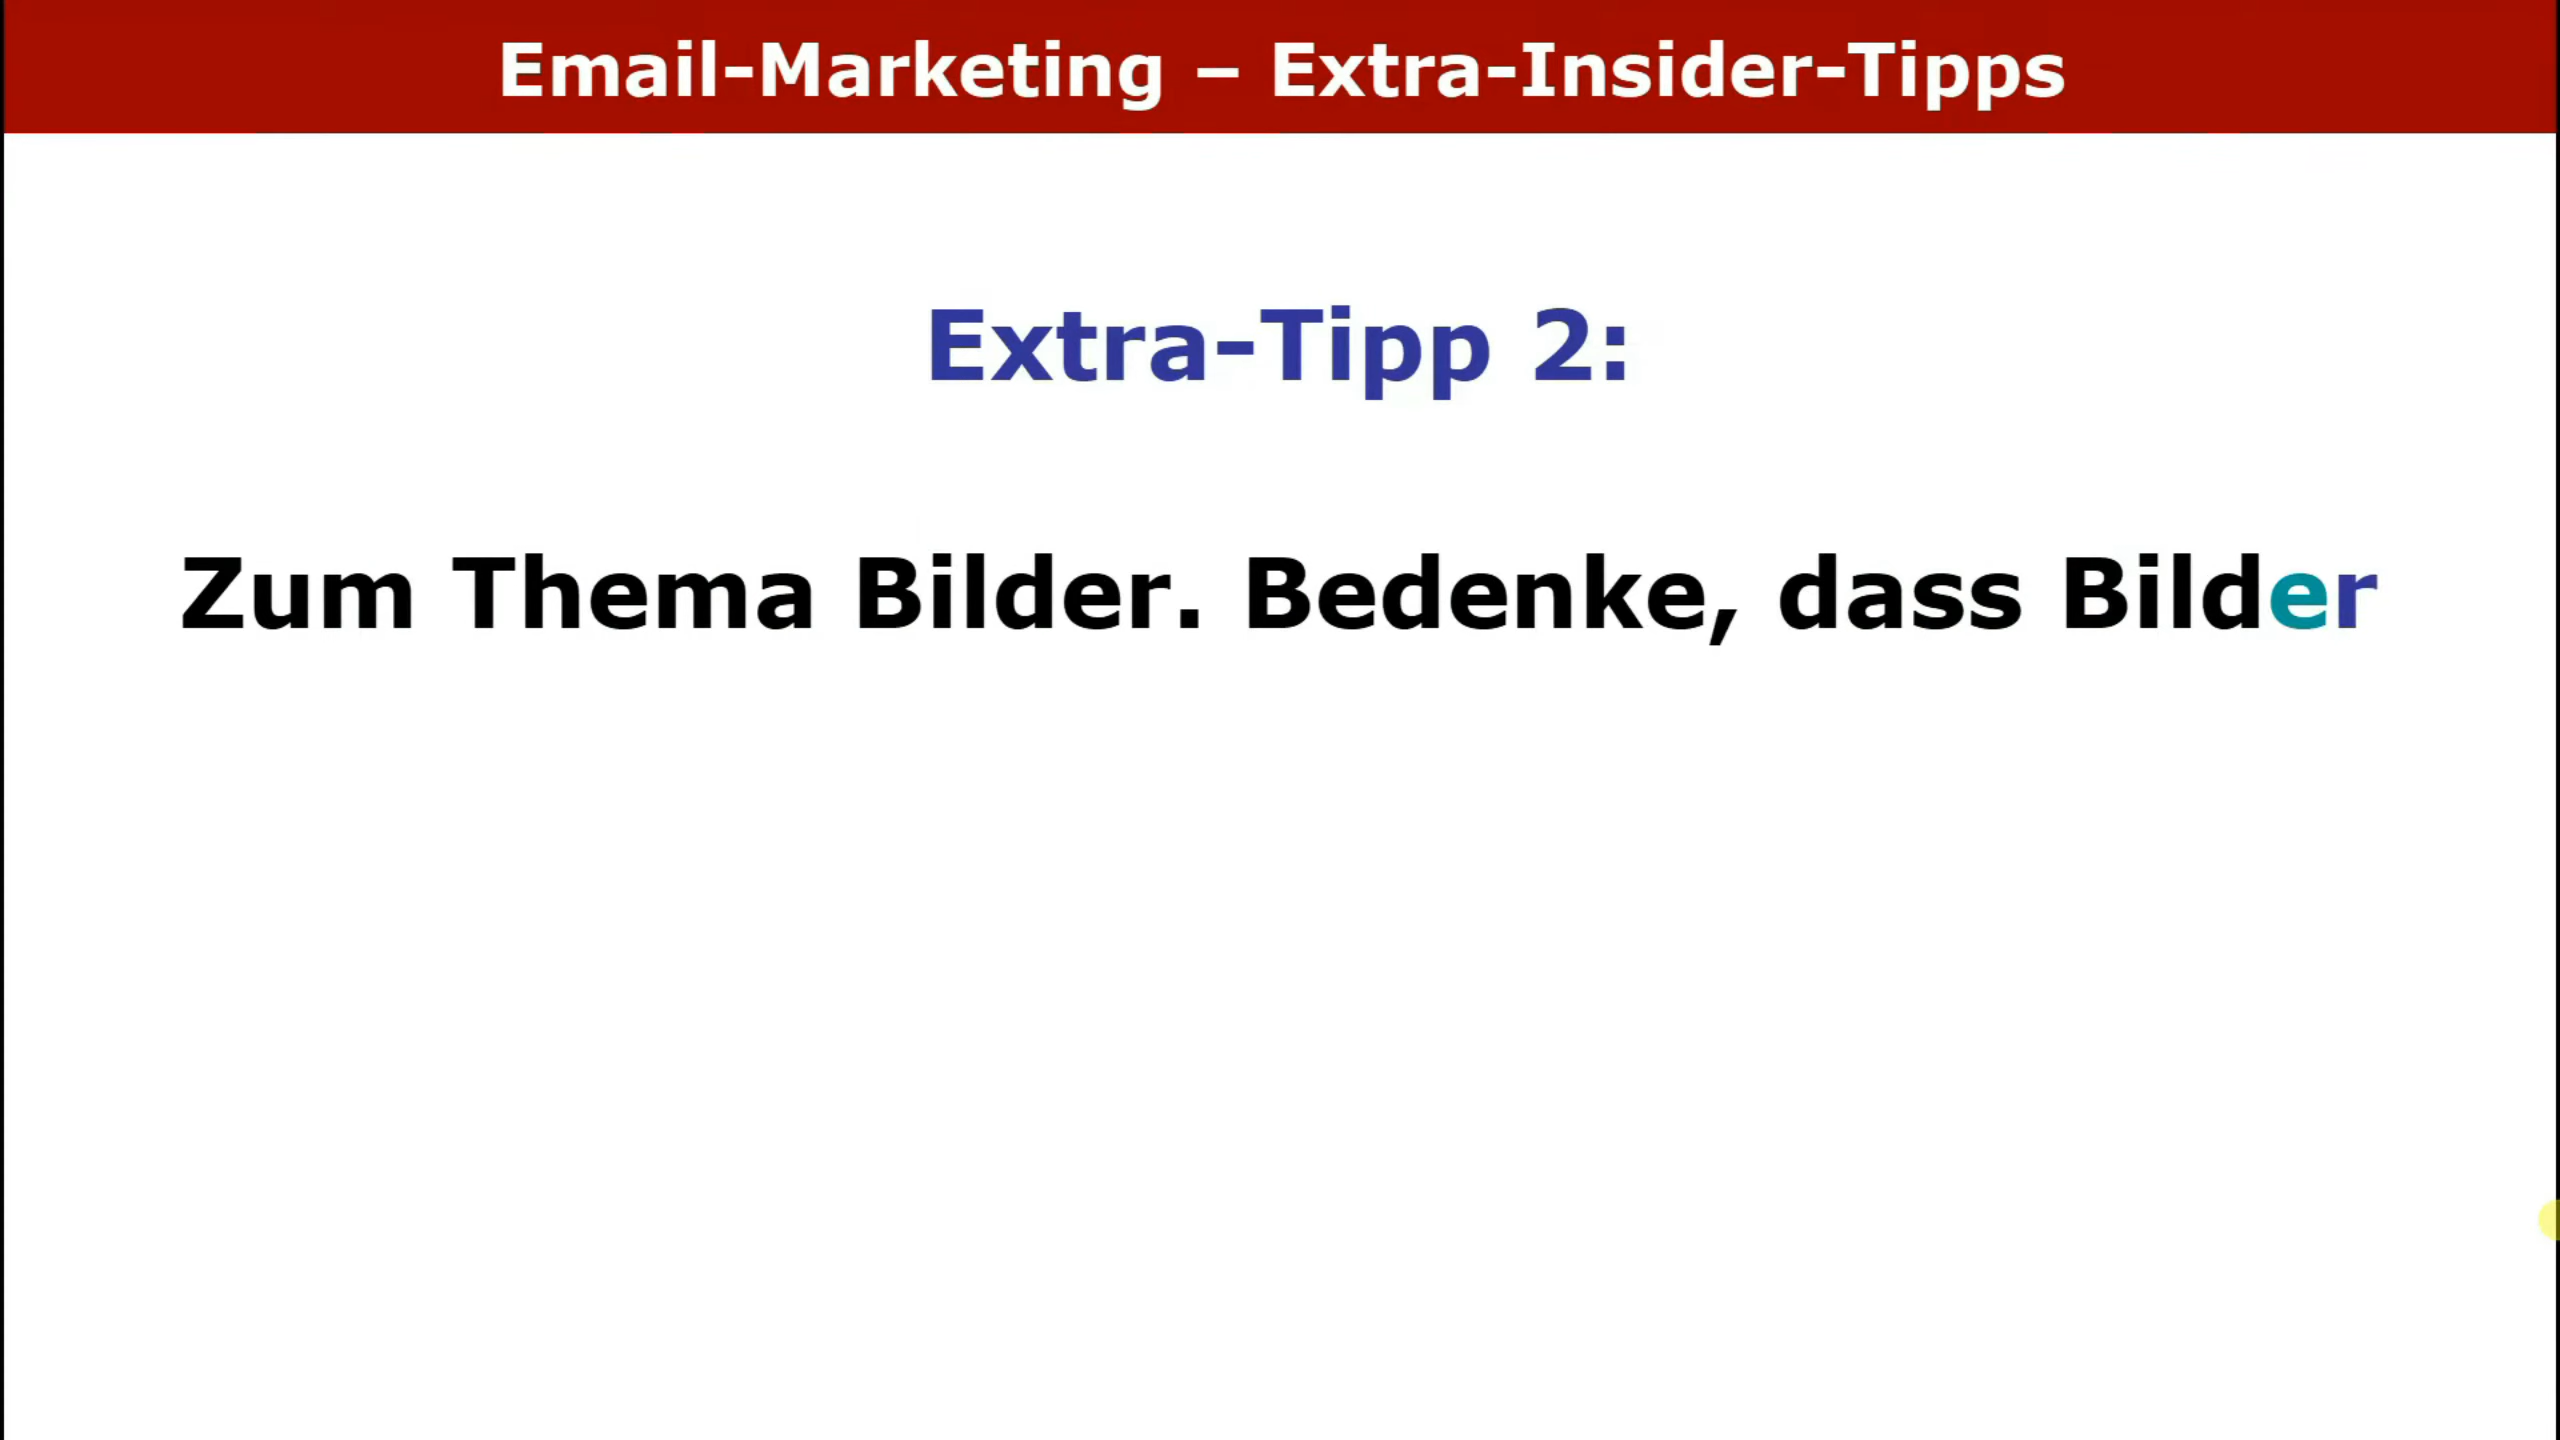 Email-Marketing – Extra-Insider-Tipps
Extra-Tipp 2:
Zum Thema Bilder. Bedenke, dass Bilder